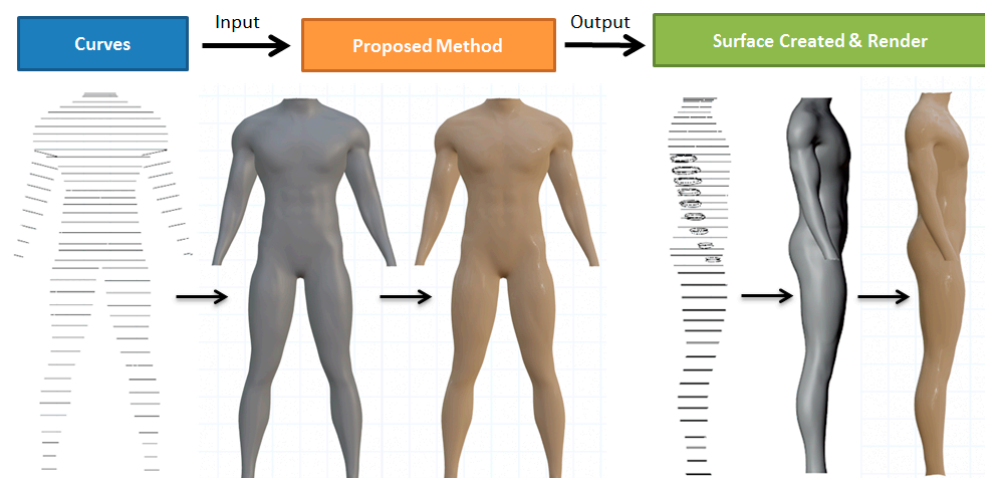 Curves
Input
Proposed Method
Output
Surface Created & Render